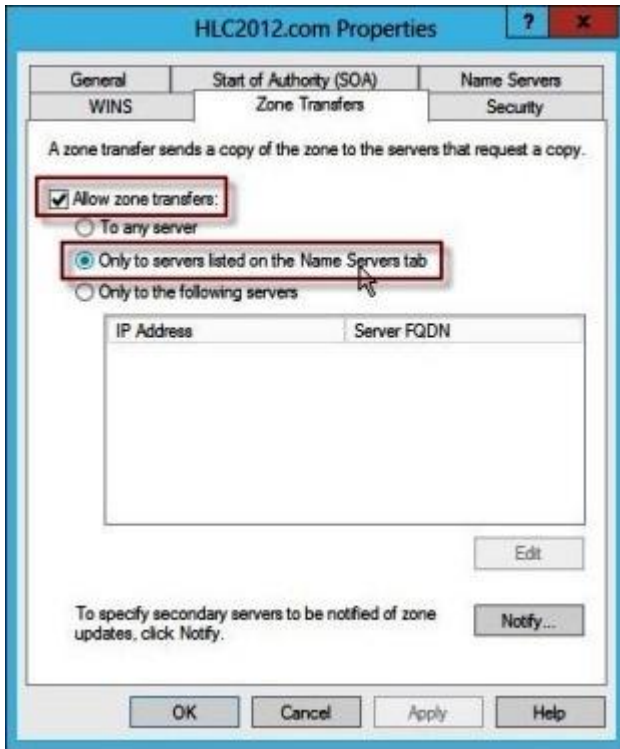 HLC2012.com Properties
?
x
General
Start of Authority (SOA)
Name Servers
WINS
Zone Transfers
Security
A zone transfer sends a copy of the zone to the servers that request a copy.
Allow zone transfers:
To any server
Only to servers listed on the Name Servers tab
Only to the following servers
IP Address
Server FQDN
Edit
To specify secondary servers to be notified of zone
updates, click Notify.
Notify...
OK
Cancel
Apply
Help